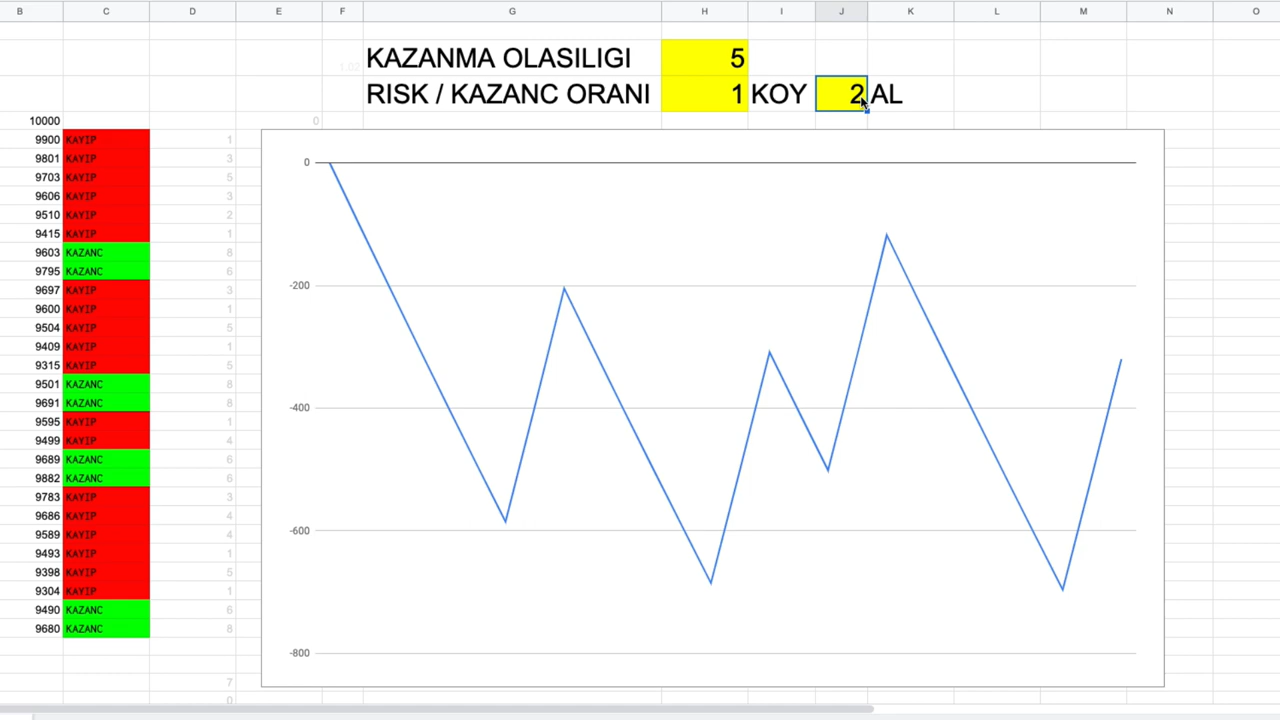 B C D E F G H I J K L M N O
1.02 KAZANMA OLASILIGI 5
RISK / KAZANC ORANI 1 KOY 2 AL
10000 0
9900 KAYIP 1
9801 KAYIP 3
9703 KAYIP 5
9606 KAYIP 3
9510 KAYIP 2
9415 KAYIP 1
9603 KAZANC 8
9795 KAZANC 6
9697 KAYIP 3
9600 KAYIP 1
9504 KAYIP 5
9409 KAYIP 1
9315 KAYIP 5
9501 KAZANC 8
9691 KAZANC 8
9595 KAYIP 1
9499 KAYIP 4
9689 KAZANC 6
9882 KAZANC 6
9783 KAYIP 3
9686 KAYIP 4
9589 KAYIP 4
9493 KAYIP 1
9398 KAYIP 5
9304 KAYIP 1
9490 KAZANC 6
9680 KAZANC 8
7
0
0
-200
-400
-600
-800